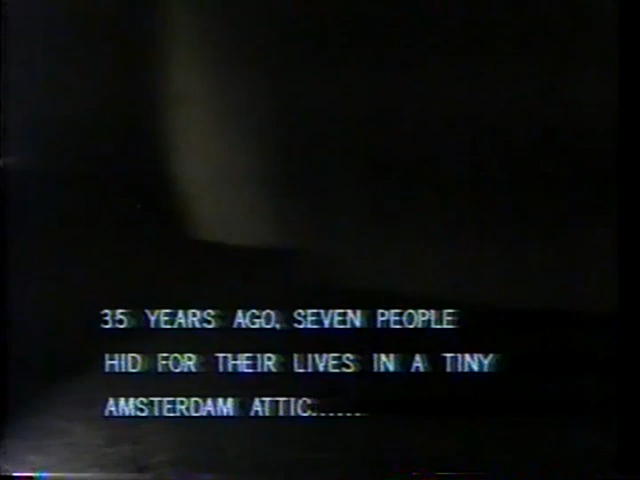 35 YEARS AGO, SEVEN PEOPLE
HID FOR THEIR LIVES IN A TINY
AMSTERDAM ATTIC......